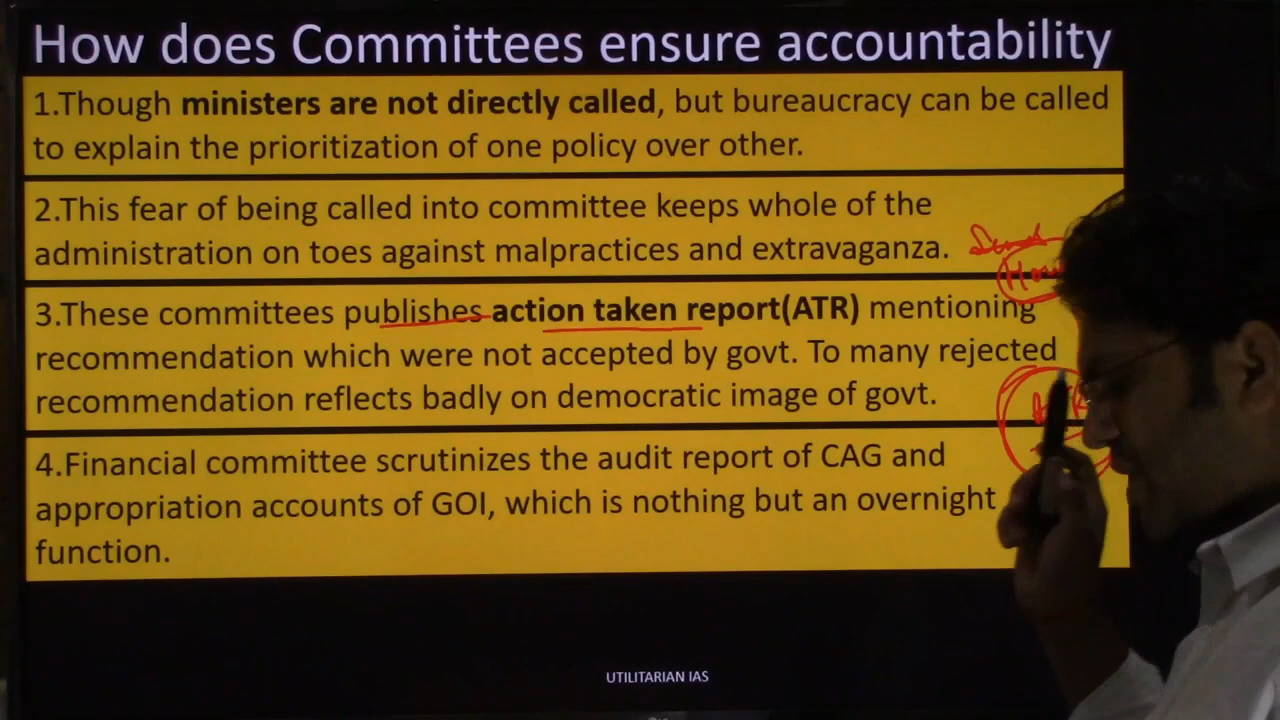 How does Committees ensure accountability
1.Though ministers are not directly called, but bureaucracy can be called
to explain the prioritization of one policy over other.
2.This fear of being called into committee keeps whole of the
administration on toes against malpractices and extravaganza.
3.These committees publishes action taken report(ATR) mentioning
recommendation which were not accepted by govt. To many rejected
recommendation reflects badly on democratic image of govt.
4.Financial committee scrutinizes the audit report of CAG and
appropriation accounts of GOI, which is nothing but an overnight
function.
UTILITARIAN IAS